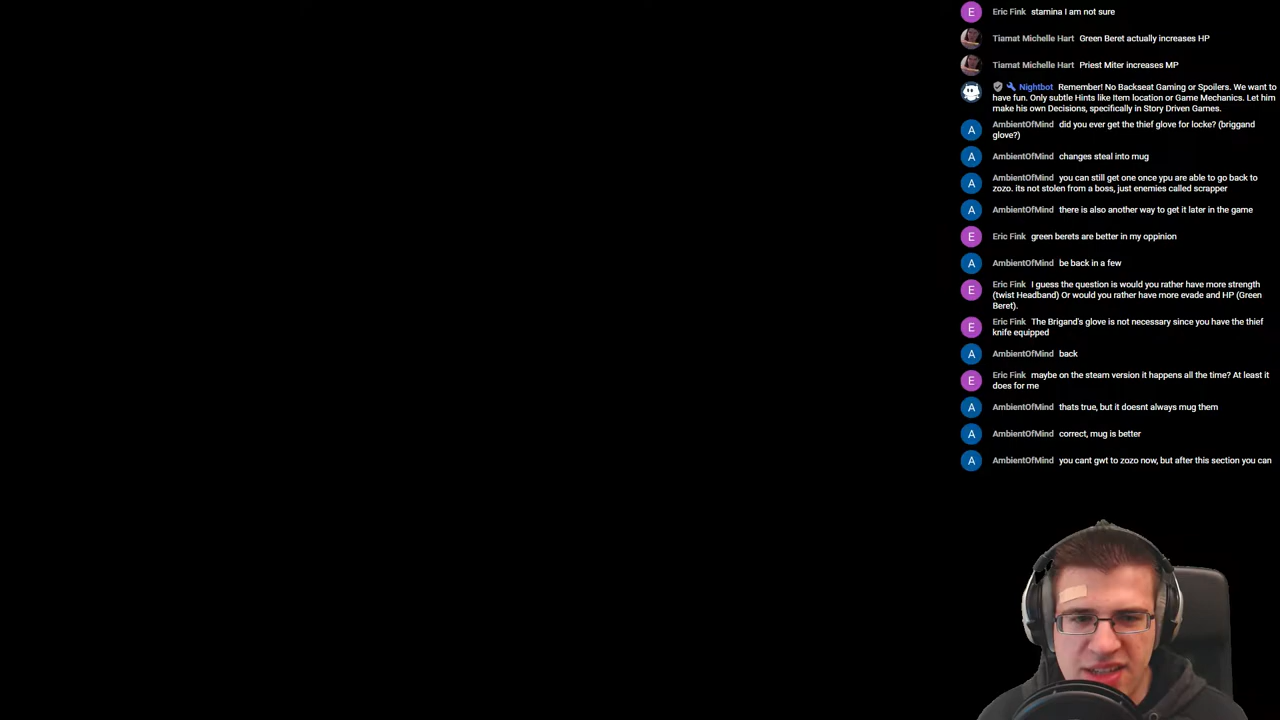 E Eric Fink stamina I am not sure
Tiamat Michelle Hart Green Beret actually increases HP
Tiamat Michelle Hart Priest Miter increases MP
Nightbot Remember! No Backseat Gaming or Spoilers. We want to
have fun. Only subtle Hints like Item location or Game Mechanics. Let him
make his own Decisions, specifically in Story Driven Games.
A AmbientOfMind did you ever get the thief glove for locke? (briggand
glove?)
A AmbientOfMind changes steal into mug
A AmbientOfMind you can still get one once ypu are able to go back to
zozo. its not stolen from a boss, just enemies called scrapper
A AmbientOfMind there is also another way to get it later in the game
E Eric Fink green berets are better in my oppinion
A AmbientOfMind be back in a few
E Eric Fink I guess the question is would you rather have more strength
(twist Headband) Or would you rather have more evade and HP (Green
Beret).
E Eric Fink The Brigand's glove is not necessary since you have the thief
knife equipped
A AmbientOfMind back
E Eric Fink maybe on the steam version it happens all the time? At least it
does for me
A AmbientOfMind thats true, but it doesnt always mug them
A AmbientOfMind correct, mug is better
A AmbientOfMind you cant gwt to zozo now, but after this section you can